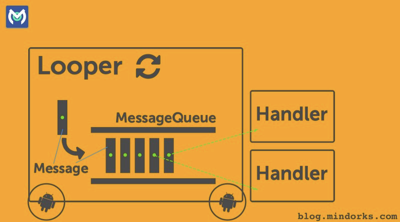 Looper
MessageQueue
Message
Handler
Handler
blog.mindorks.com